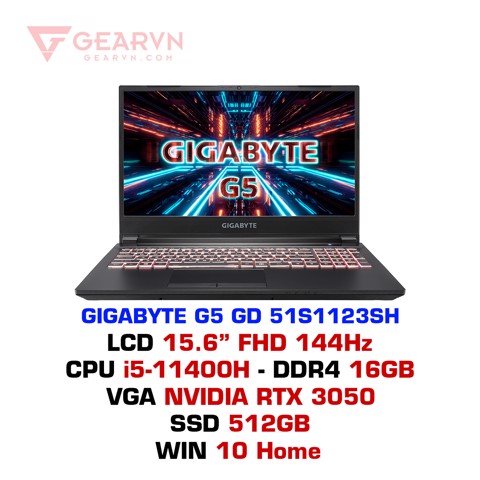 GEARVN
GEARVN.COM
GIGABYTE
G5
GIGABYTE
GIGABYTE G5 GD 51S1123SH
LCD 15.6” FHD 144Hz
CPU i5-11400H - DDR4 16GB
VGA NVIDIA RTX 3050
SSD 512GB
WIN 10 Home